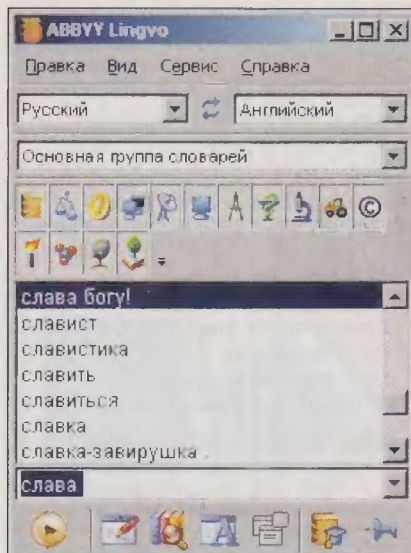 ABBYY Lingvo
Правка Вид Сервис Справка
Русский Английский
Основная группа словарей
слава богу!
славист
славистика
славить
славиться
славка
славка-завирушка
слава